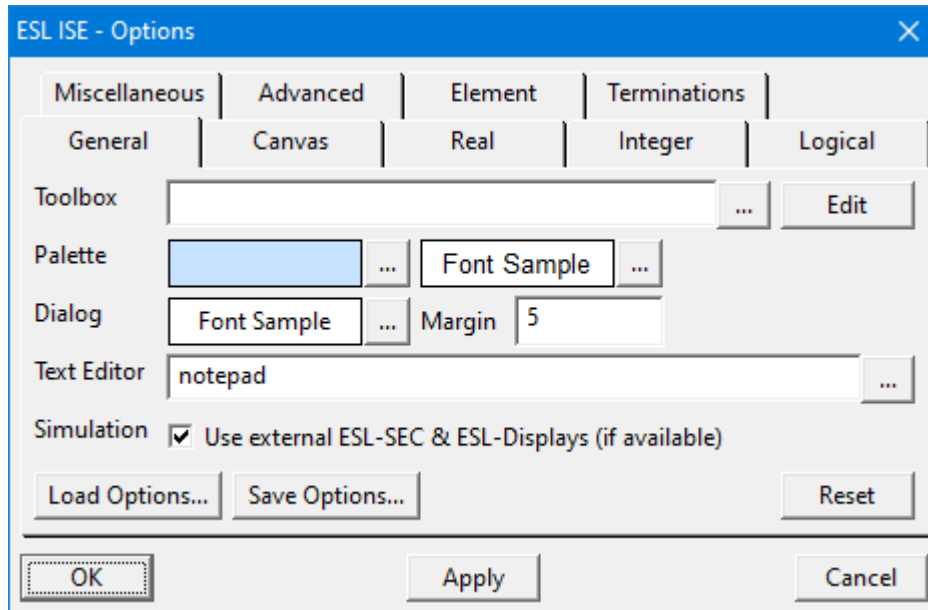 ESL ISE - Options
Miscellaneous Advanced Element Terminations
General Canvas Real Integer Logical
Toolbox ... Edit
Palette ... Font Sample ...
Dialog Font Sample ... Margin 5
Text Editor notepad ...
Simulation Use external ESL-SEC & ESL-Displays (if available)
Load Options... Save Options... Reset
OK Apply Cancel